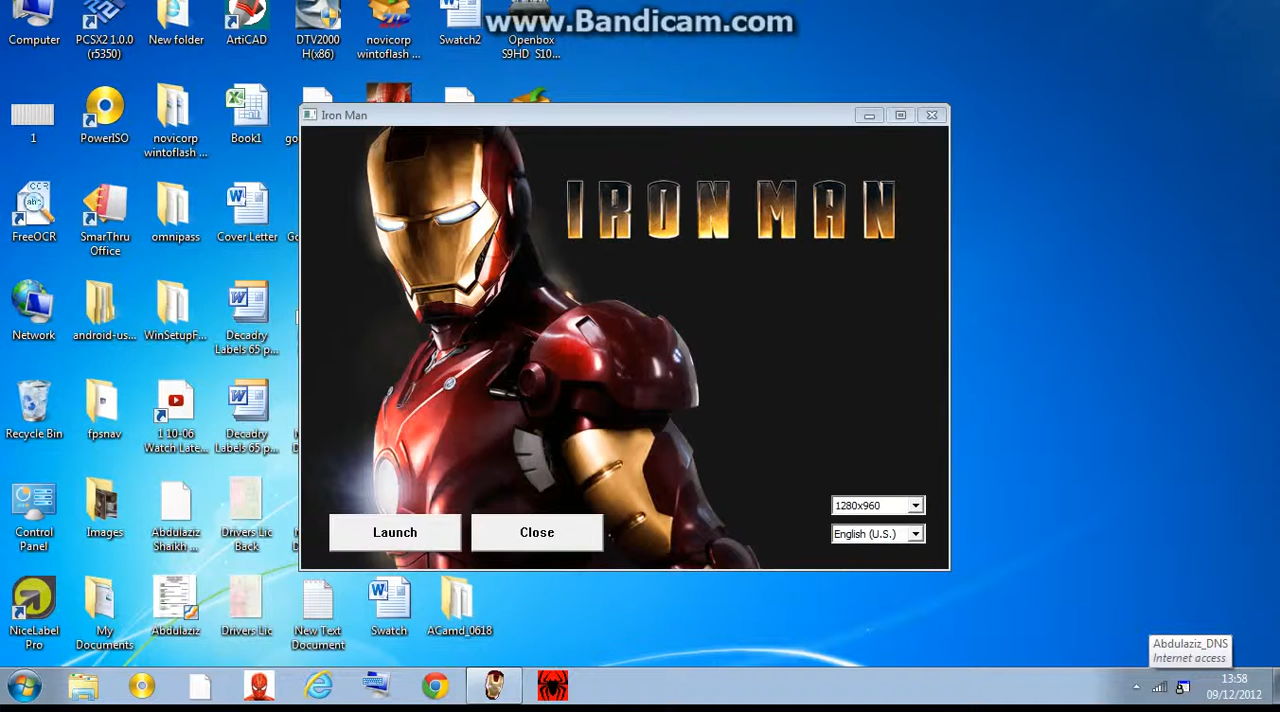 www.Bandicam.com
Computer
PCSX2.1.0.0
(r5350)
New folder
ArtiCAD
DTV2000
H(x86)
novicorp
wintoflash ...
Swatch2
Openbox
S9HD S10...
1
PowerISO
novicorp
wintoflash ...
Book1
FreeOCR
SmarThru
Office
omnipass
Cover Letter
Network
android-us...
WinSetupF...
Decadry
Labels 65 p...
Recycle Bin
fpsnav
1 10-06
Watch Late...
Decadry
Labels 65 p...
Control
Panel
Images
Abdulaziz
Shaikh ...
Drivers Lic
Back
NiceLabel
Pro
My
Documents
Abdulaziz
Drivers Lic
New Text
Document
Swatch
ACamd_0618
Iron Man
IRON MAN
1280x960
English (U.S.)
Launch
Close
Abdulaziz_DNS
Internet access
13:58
09/12/2012